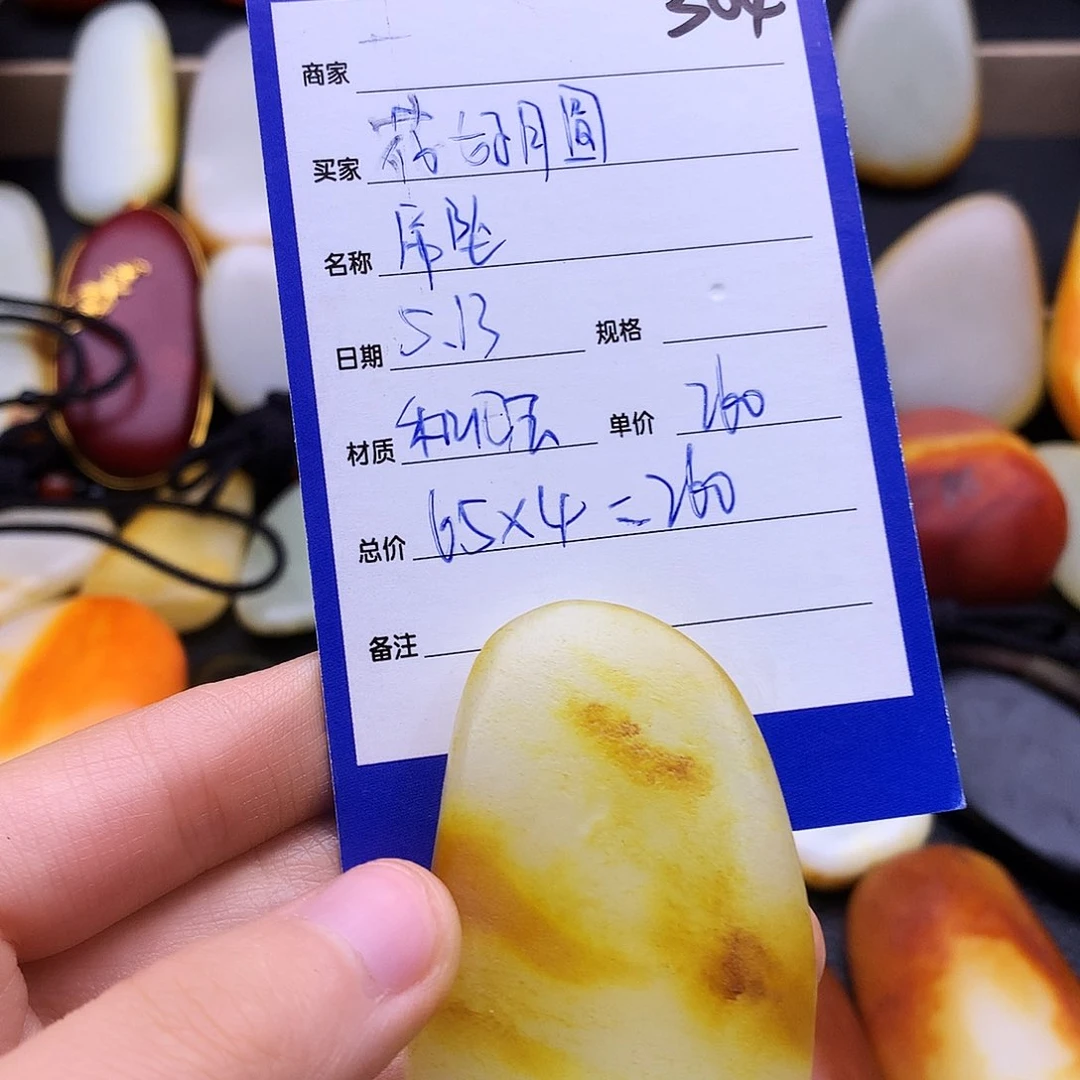 304
商家
买家 花好月圆
名称 吊坠
日期 5.13 规格
材质 和田玉 单价 260
总价 65×4=260
备注